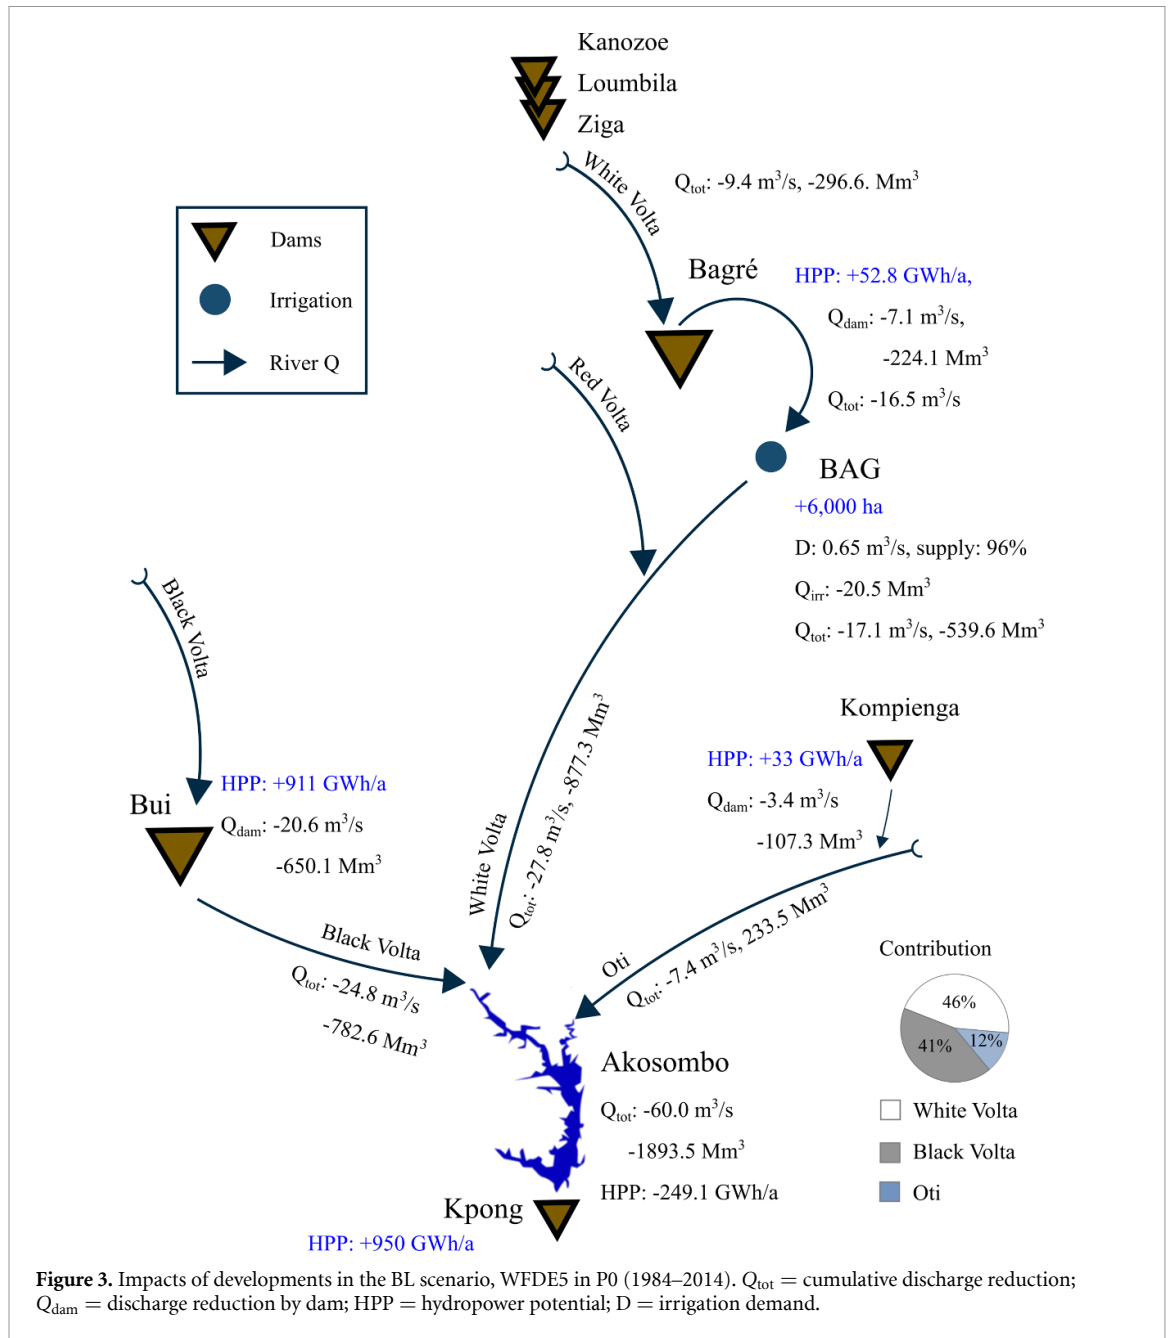 Kanozoe
Loumbila
Ziga
White Volta
Qtot: -9.4 m³/s, -296.6. Mm³
Dams
Irrigation
River Q
Bagré
HPP: +52.8 GWh/a,
Qdam: -7.1 m³/s,
-224.1 Mm³
Qtot: -16.5 m³/s
Red Volta
BAG
+6,000 ha
D: 0.65 m³/s, supply: 96%
Qirr: -20.5 Mm³
Qtot: -17.1 m³/s, -539.6 Mm³
Black Volta
White Volta
Qtot: -27.8 m³/s, -877.3 Mm³
Kompienga
HPP: +33 GWh/a
Qdam: -3.4 m³/s
-107.3 Mm³
Bui
HPP: +911 GWh/a
Qdam: -20.6 m³/s
-650.1 Mm³
Black Volta
Qtot: -24.8 m³/s
-782.6 Mm³
Oti
Qtot: -7.4 m³/s, 233.5 Mm³
Contribution
46%
41%
12%
White Volta
Black Volta
Oti
Akosombo
Qtot: -60.0 m³/s
-1893.5 Mm³
HPP: -249.1 GWh/a
Kpong
HPP: +950 GWh/a
Figure 3. Impacts of developments in the BL scenario, WFDE5 in P0 (1984–2014). Qtot = cumulative discharge reduction;
Qdam = discharge reduction by dam; HPP = hydropower potential; D = irrigation demand.